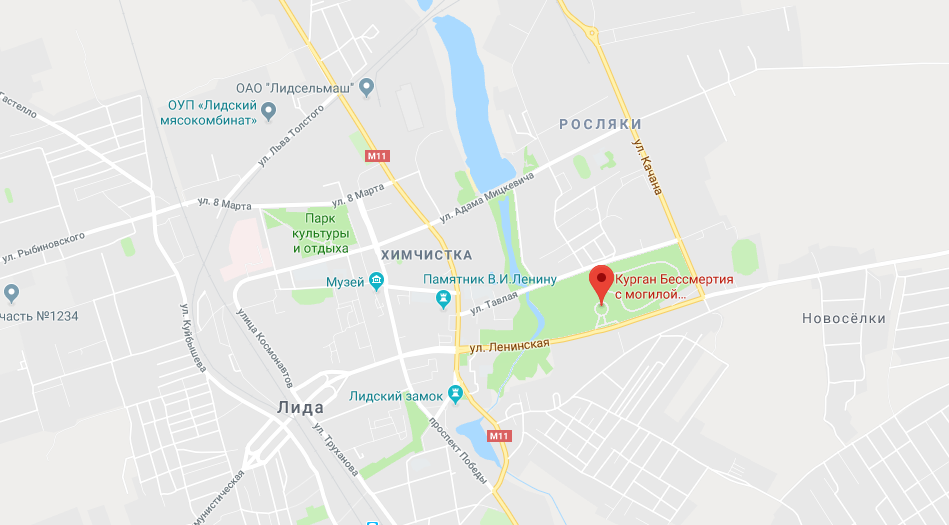 ОАО "Лидсельмаш"
ОУП «Лидский
мясокомбинат»
Гастелло
ул. Льва Толстого
РОСЛЯКИ
М11
ул. Качана
ул. 8 Марта
ул. 8 Марта
ул. Адама Мицкевича
Парк
культуры
и отдыха
ул. Рыбиновского
ХИМЧИСТКА
Музей
Памятник В.И.Ленину
Курган Бессмертия
с могилой...
ул. Тавлая
часть №1234
Новосёлки
ул. Куйбышева
улица Космонавтов
ул. Ленинская
Лидский замок
Лида
М11
ул. Труханова
проспект Победы
мунистическая